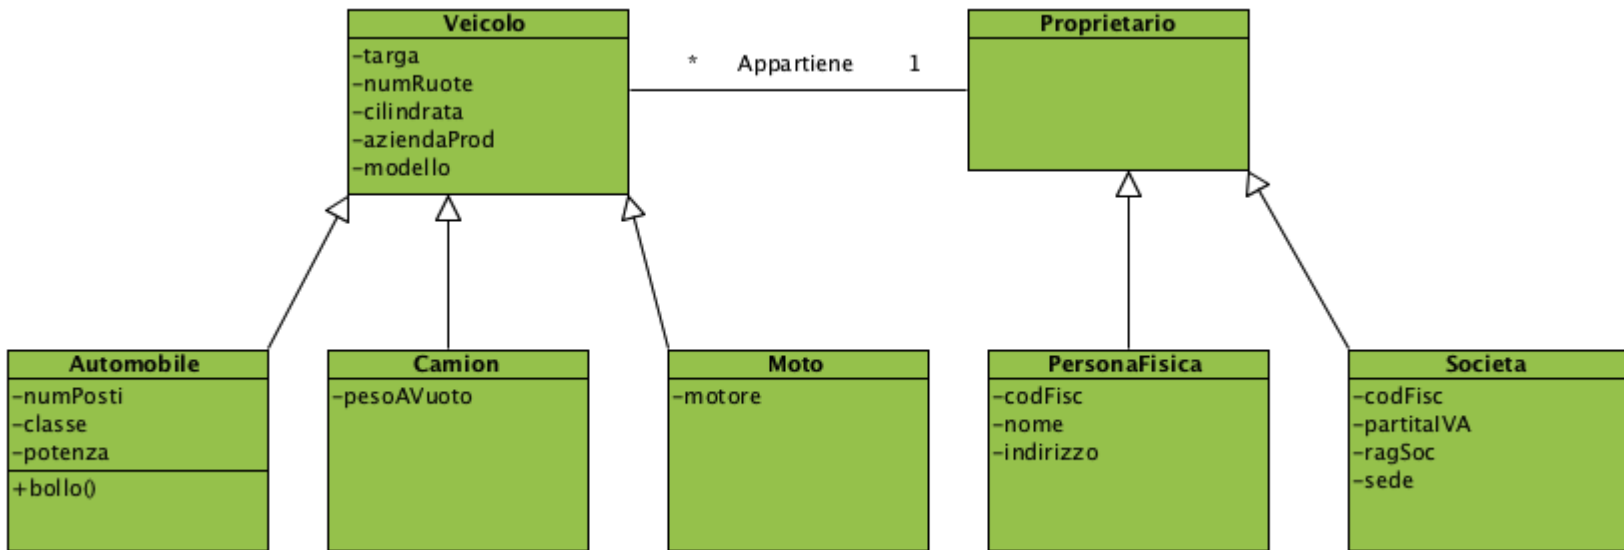 Veicolo
-targa
-numRuote
-cilindrata
-aziendaProd
-modello
* Appartiene 1
Proprietario
Automobile
-numPosti
-classe
-potenza
+bollo()
Camion
-pesoAVuoto
Moto
-motore
PersonaFisica
-codFisc
-nome
-indirizzo
Societa
-codFisc
-partitaIVA
-ragSoc
-sede